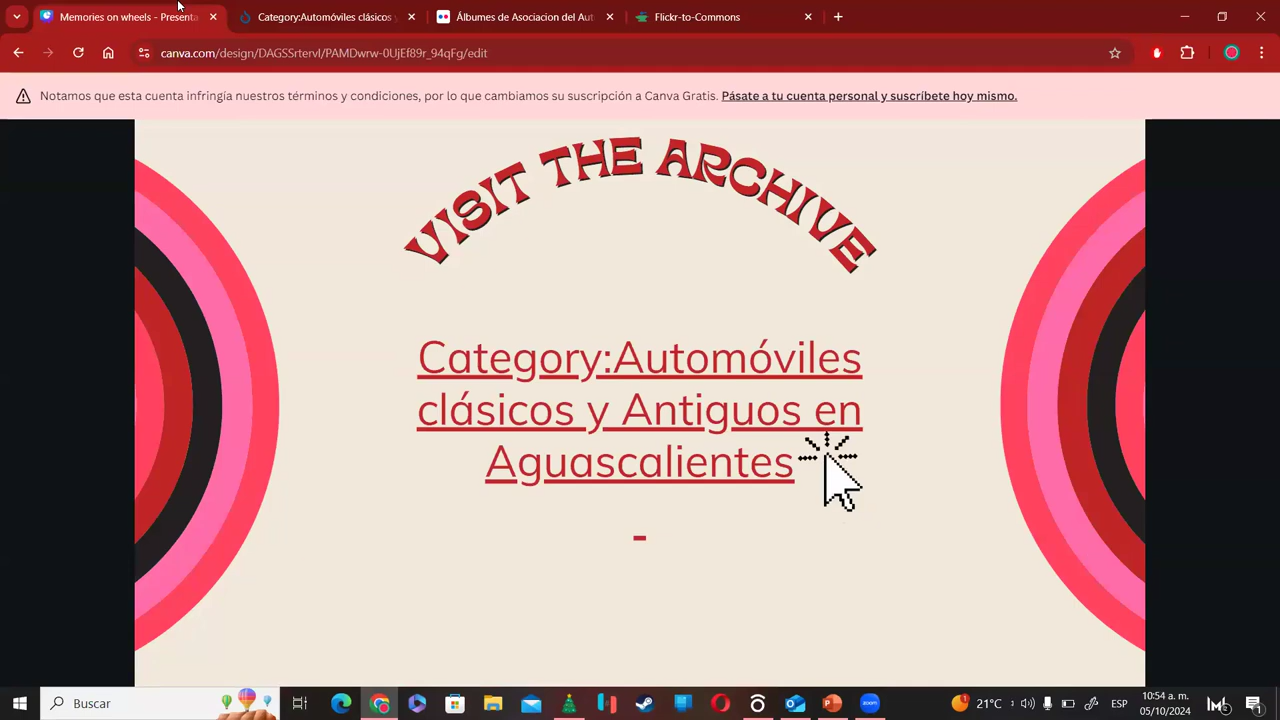 Memories on wheels - Presenta
Category:Automóviles clásicos y
Álbumes de Asociacion del Aut
Flickr-to-Commons
canva.com/design/DAGSSrtervI/PAMDwrw-0UjEf89r_94qFg/edit
Notamos que esta cuenta infringía nuestros términos y condiciones, por lo que cambiamos su suscripción a Canva Gratis. Pásate a tu cuenta personal y suscríbete hoy mismo.
VISIT THE ARCHIVE
Category:Automóviles
clásicos y Antiguos en
Aguascalientes
-
Buscar
zoom
1
21°C
ESP
10:54 a. m.
05/10/2024